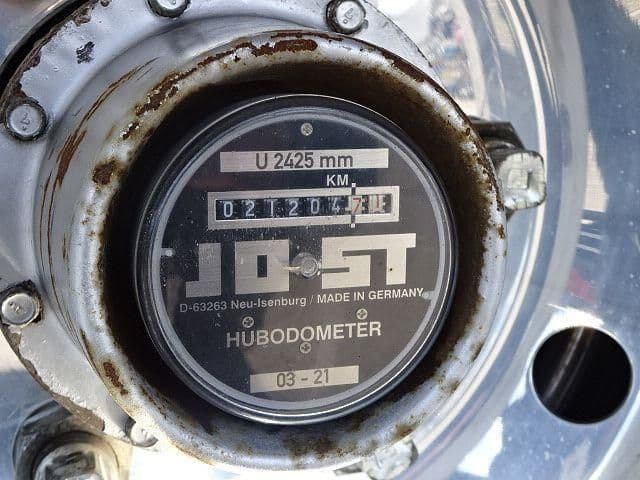 U 2425 mm
KM
0212047
JOST
D-63263 Neu-Isenburg / MADE IN GERMANY
HUBODOMETER
03 - 21